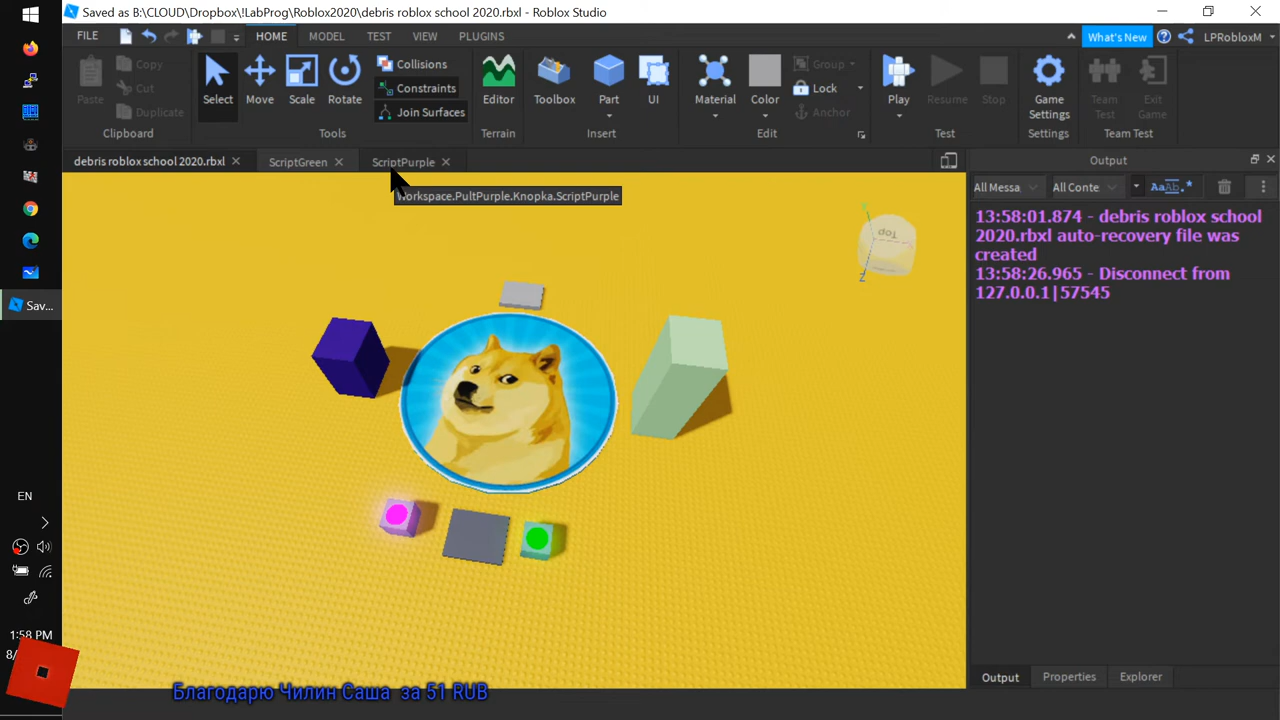 Saved as B:\CLOUD\Dropbox\!LabProg\Roblox2020\debris roblox school 2020.rbxl - Roblox Studio
FILE HOME MODEL TEST VIEW PLUGINS What's New LPRobloxM
Paste Copy Cut Duplicate
Clipboard
Select Move Scale Rotate
Collisions
Constraints
Join Surfaces
Tools
Editor
Terrain
Toolbox Part UI
Insert
Material Color
Group
Lock
Anchor
Edit
Play Resume Stop
Test
Game Settings
Settings
Team Test
Exit Game
Team Test
debris roblox school 2020.rbxl ScriptGreen ScriptPurple
Workspace.PultPurple.Knopka.ScriptPurple
Output
All Messa All Conte AaAb.*
13:58:01.874 - debris roblox school
2020.rbxl auto-recovery file was
created
13:58:26.965 - Disconnect from
127.0.0.1|57545
Top
Y
Z
Sav...
EN
1:58 PM
8/
Благодарю Чилин Саша за 51 RUB
Output Properties Explorer